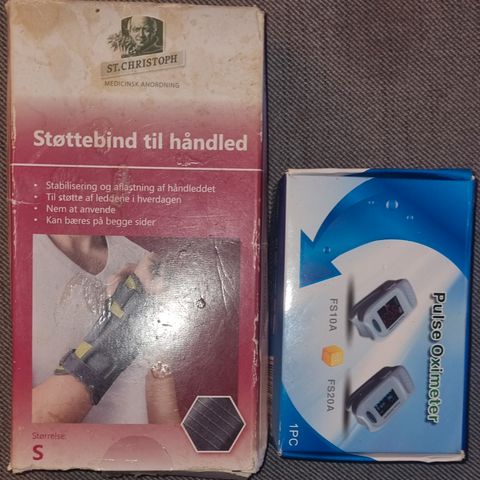 ST.CHRISTOPH
MEDICINSK ANORDNING
Støttebind til håndled
• Stabilisering og aflastning af håndleddet
• Til støtte af leddene i hverdagen
• Nem at anvende
• Kan bæres på begge sider
Størrelse:
S
Pulse Oximeter
FS10A
FS20A
1PC